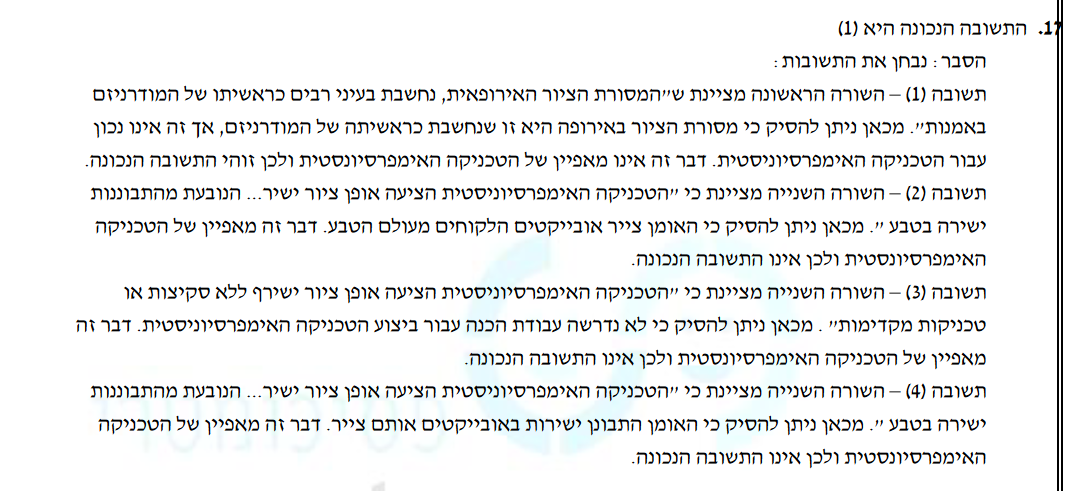 17. התשובה הנכונה היא (1)
הסבר: נבחן את התשובות:
תשובה (1) – השורה הראשונה מציינת ש"המסורת הציור האירופאית, נחשבת בעיני רבים כראשיתו של המודרניזם
באמנות". מכאן ניתן להסיק כי מסורת הציור באירופה היא זו שנחשבת כראשיתה של המודרניזם, אך זה אינו נכון
עבור הטכניקה האימפרסיוניסטית. דבר זה אינו מאפיין של הטכניקה האימפרסיונסטית ולכן זוהי התשובה הנכונה.
תשובה (2) – השורה השנייה מציינת כי "הטכניקה האימפרסיוניסטית הציעה אופן ציור ישיר... הנובעת מהתבוננות
ישירה בטבע". מכאן ניתן להסיק כי האומן צייר אובייקטים הלקוחים מעולם הטבע. דבר זה מאפיין של הטכניקה
האימפרסיונסטית ולכן אינו התשובה הנכונה.
תשובה (3) – השורה השנייה מציינת כי "הטכניקה האימפרסיוניסטית הציעה אופן ציור ישירף ללא סקיצות או
טכניקות מקדימות" . מכאן ניתן להסיק כי לא נדרשה עבודת הכנה עבור ביצוע הטכניקה האימפרסיוניסטית. דבר זה
מאפיין של הטכניקה האימפרסיונסטית ולכן אינו התשובה הנכונה.
תשובה (4) – השורה השנייה מציינת כי "הטכניקה האימפרסיוניסטית הציעה אופן ציור ישיר... הנובעת מהתבוננות
ישירה בטבע". מכאן ניתן להסיק כי האומן התבונן ישירות באובייקטים אותם צייר. דבר זה מאפיין של הטכניקה
האימפרסיונסטית ולכן אינו התשובה הנכונה.